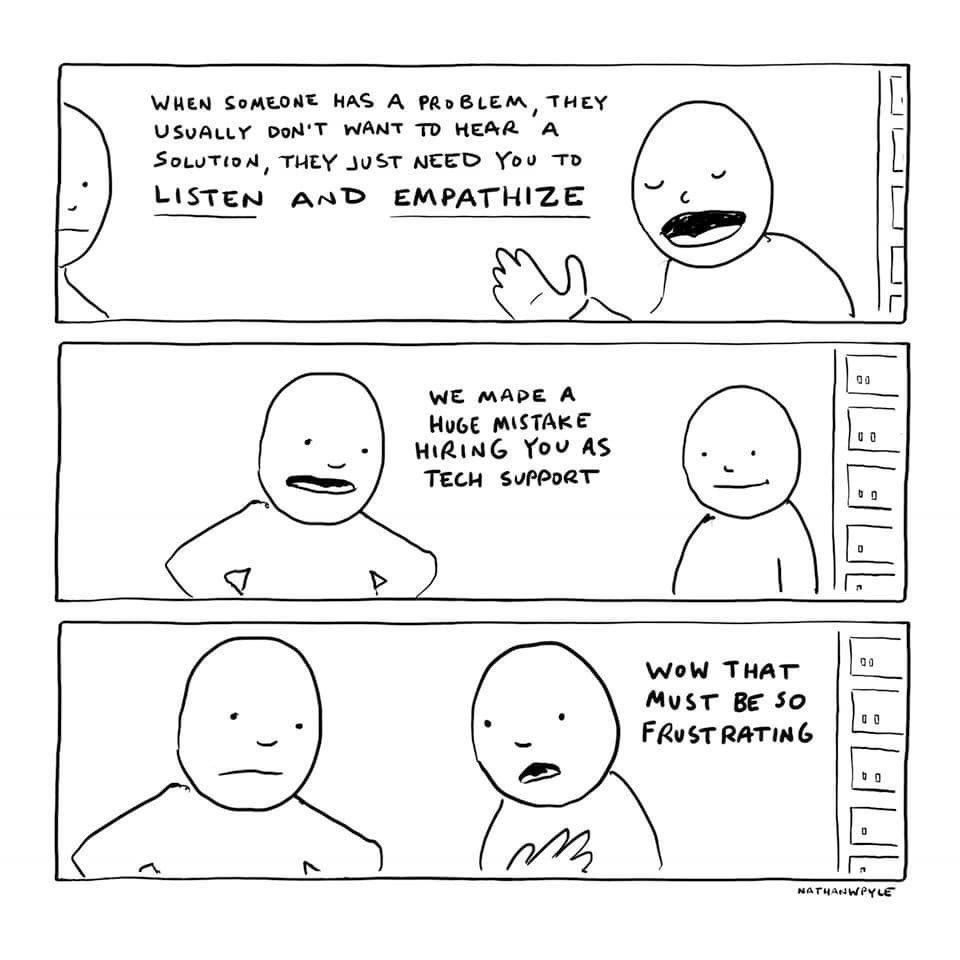 WHEN SOMEONE HAS A PROBLEM, THEY
USUALLY DON'T WANT TO HEAR A
SOLUTION, THEY JUST NEED YOU TO
LISTEN AND EMPATHIZE
WE MADE A
HUGE MISTAKE
HIRING YOU AS
TECH SUPPORT
WOW THAT
MUST BE SO
FRUSTRATING
NATHANWPYLE